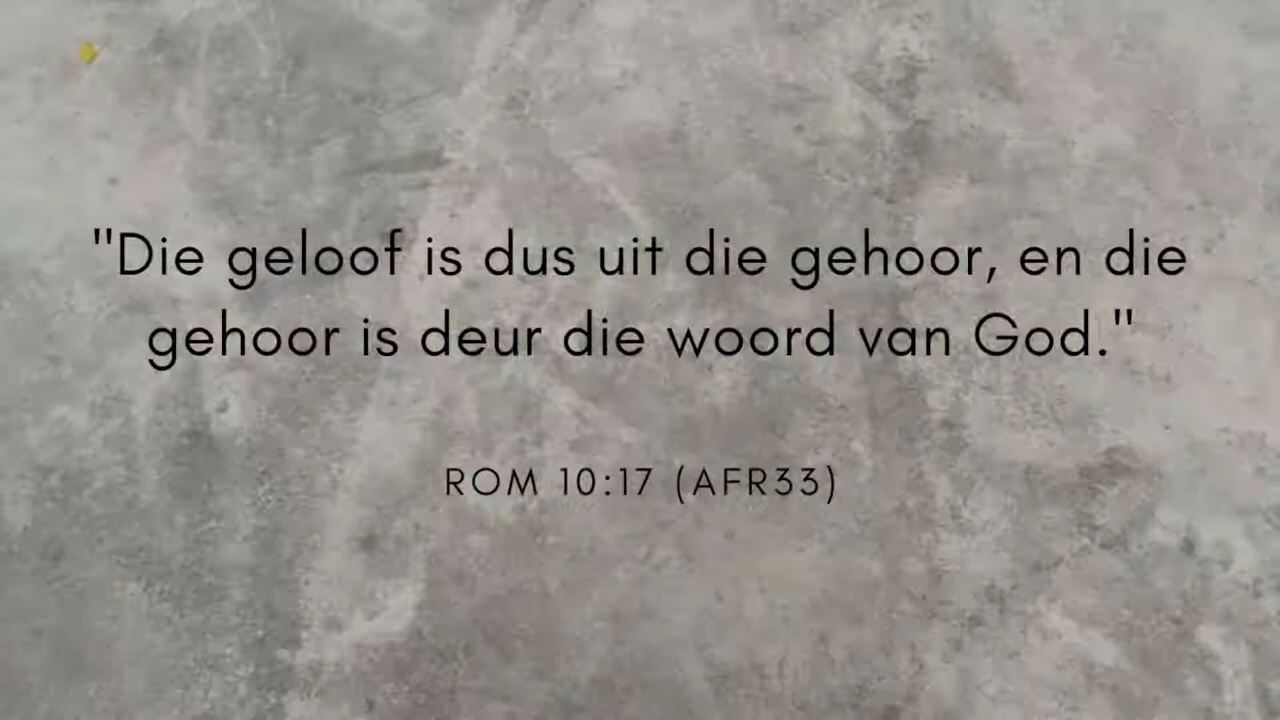 "Die geloof is dus uit die gehoor, en die
gehoor is deur die woord van God."
ROM 10:17 (AFR33)